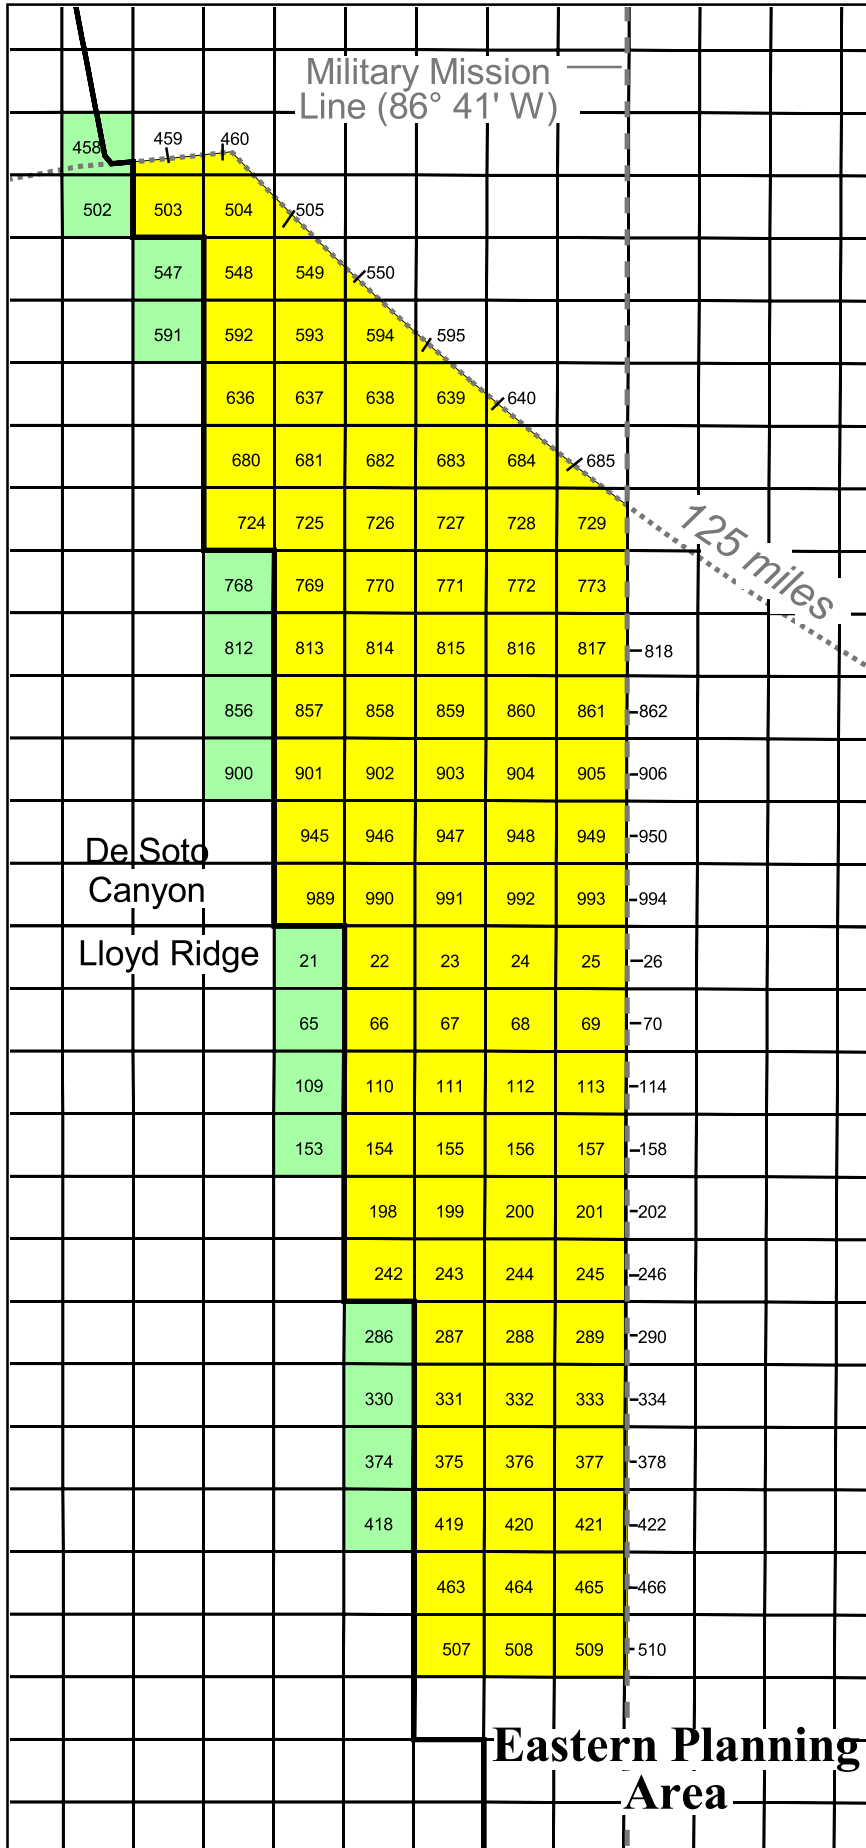 Military Mission
Line (86° 41' W)
458 459 460
502 503 504 505
547 548 549 550
591 592 593 594 595
636 637 638 639 640
680 681 682 683 684 685
724 725 726 727 728 729
125 miles
768 769 770 771 772 773
812 813 814 815 816 817 818
856 857 858 859 860 861 862
900 901 902 903 904 905 906
945 946 947 948 949 950
De Soto
Canyon
989 990 991 992 993 994
Lloyd Ridge
21 22 23 24 25 26
65 66 67 68 69 70
109 110 111 112 113 114
153 154 155 156 157 158
198 199 200 201 202
242 243 244 245 246
286 287 288 289 290
330 331 332 333 334
374 375 376 377 378
418 419 420 421 422
463 464 465 466
507 508 509 510
Eastern Planning
Area